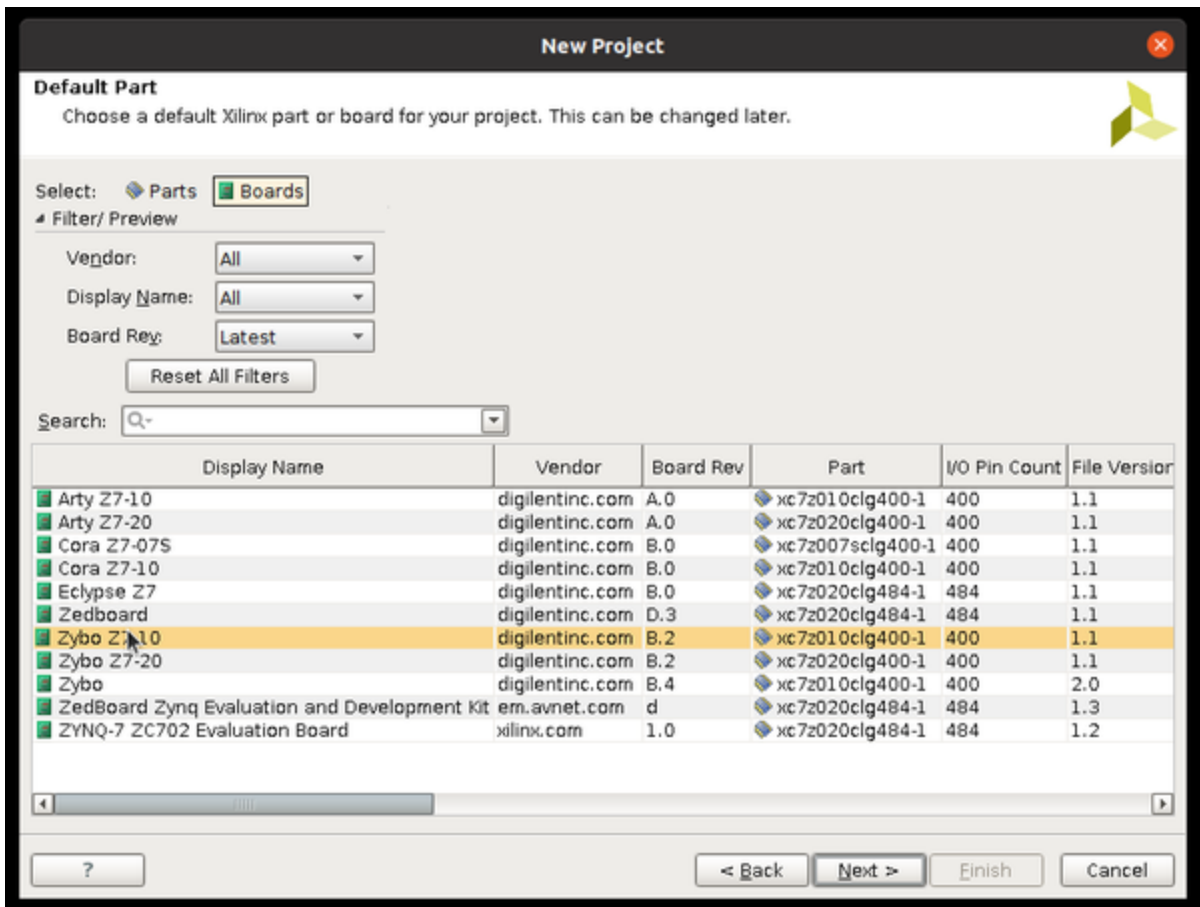 New Project
Default Part
Choose a default Xilinx part or board for your project. This can be changed later.
Select: Parts Boards
Filter/ Preview
Vendor: All
Display Name: All
Board Rev: Latest
Reset All Filters
Search:
Display Name Vendor Board Rev Part I/O Pin Count File Version
Arty Z7-10 digilentinc.com A.0 xc7z010clg400-1 400 1.1
Arty Z7-20 digilentinc.com A.0 xc7z020clg400-1 400 1.1
Cora Z7-07S digilentinc.com B.0 xc7z007sclg400-1 400 1.1
Cora Z7-10 digilentinc.com B.0 xc7z010clg400-1 400 1.1
Eclypse Z7 digilentinc.com B.0 xc7z020clg484-1 484 1.1
Zedboard digilentinc.com D.3 xc7z020clg484-1 484 1.1
Zybo Z7-10 digilentinc.com B.2 xc7z010clg400-1 400 1.1
Zybo Z7-20 digilentinc.com B.2 xc7z020clg400-1 400 1.1
Zybo digilentinc.com B.4 xc7z010clg400-1 400 2.0
ZedBoard Zynq Evaluation and Development Kit em.avnet.com d xc7z020clg484-1 484 1.3
ZYNQ-7 ZC702 Evaluation Board xilinx.com 1.0 xc7z020clg484-1 484 1.2
? < Back Next > Finish Cancel